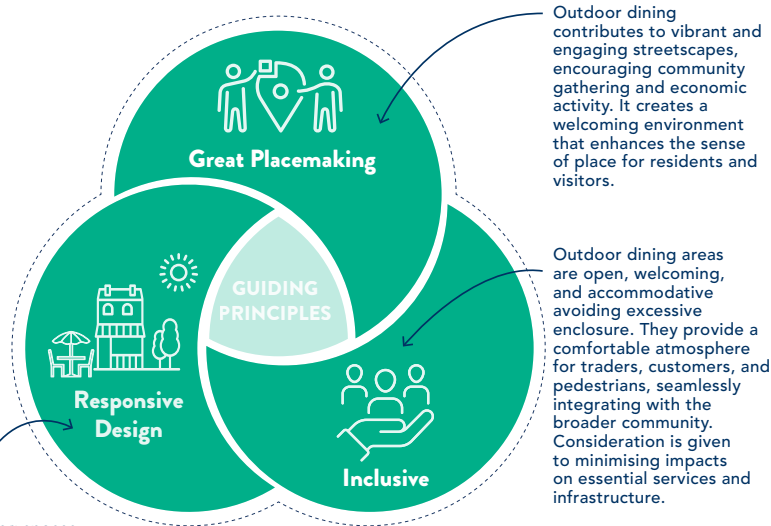 Outdoor dining
contributes to vibrant and
engaging streetscapes,
encouraging community
gathering and economic
activity. It creates a
welcoming environment
that enhances the sense
of place for residents and
visitors.
Great Placemaking
GUIDING
PRINCIPLES
Outdoor dining areas
are open, welcoming,
and accommodative
avoiding excessive
enclosure. They provide a
comfortable atmosphere
for traders, customers, and
pedestrians, seamlessly
integrating with the
broader community.
Consideration is given
to minimising impacts
on essential services and
infrastructure.
Responsive
Design
Inclusive